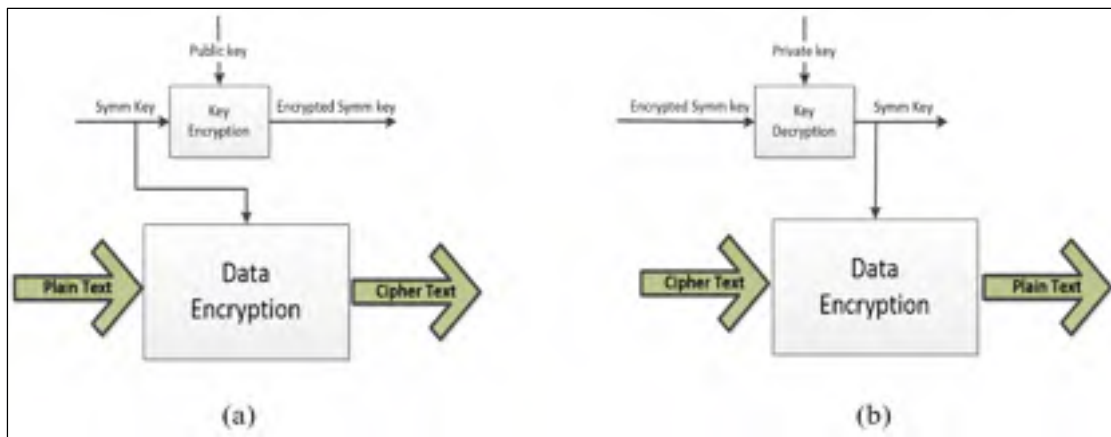 Public key
Symm Key
Key
Encryption
Encrypted Symm key
Plain Text
Data
Encryption
Cipher Text
(a)
Private key
Encrypted Symm key
Key
Decryption
Symm Key
Cipher Text
Data
Encryption
Plain Text
(b)